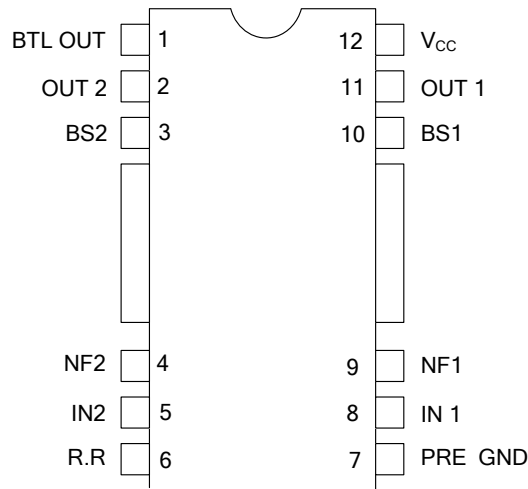 BTL OUT 1 12 VCC
OUT 2 2 11 OUT 1
BS2 3 10 BS1
NF2 4 9 NF1
IN2 5 8 IN 1
R.R 6 7 PRE GND